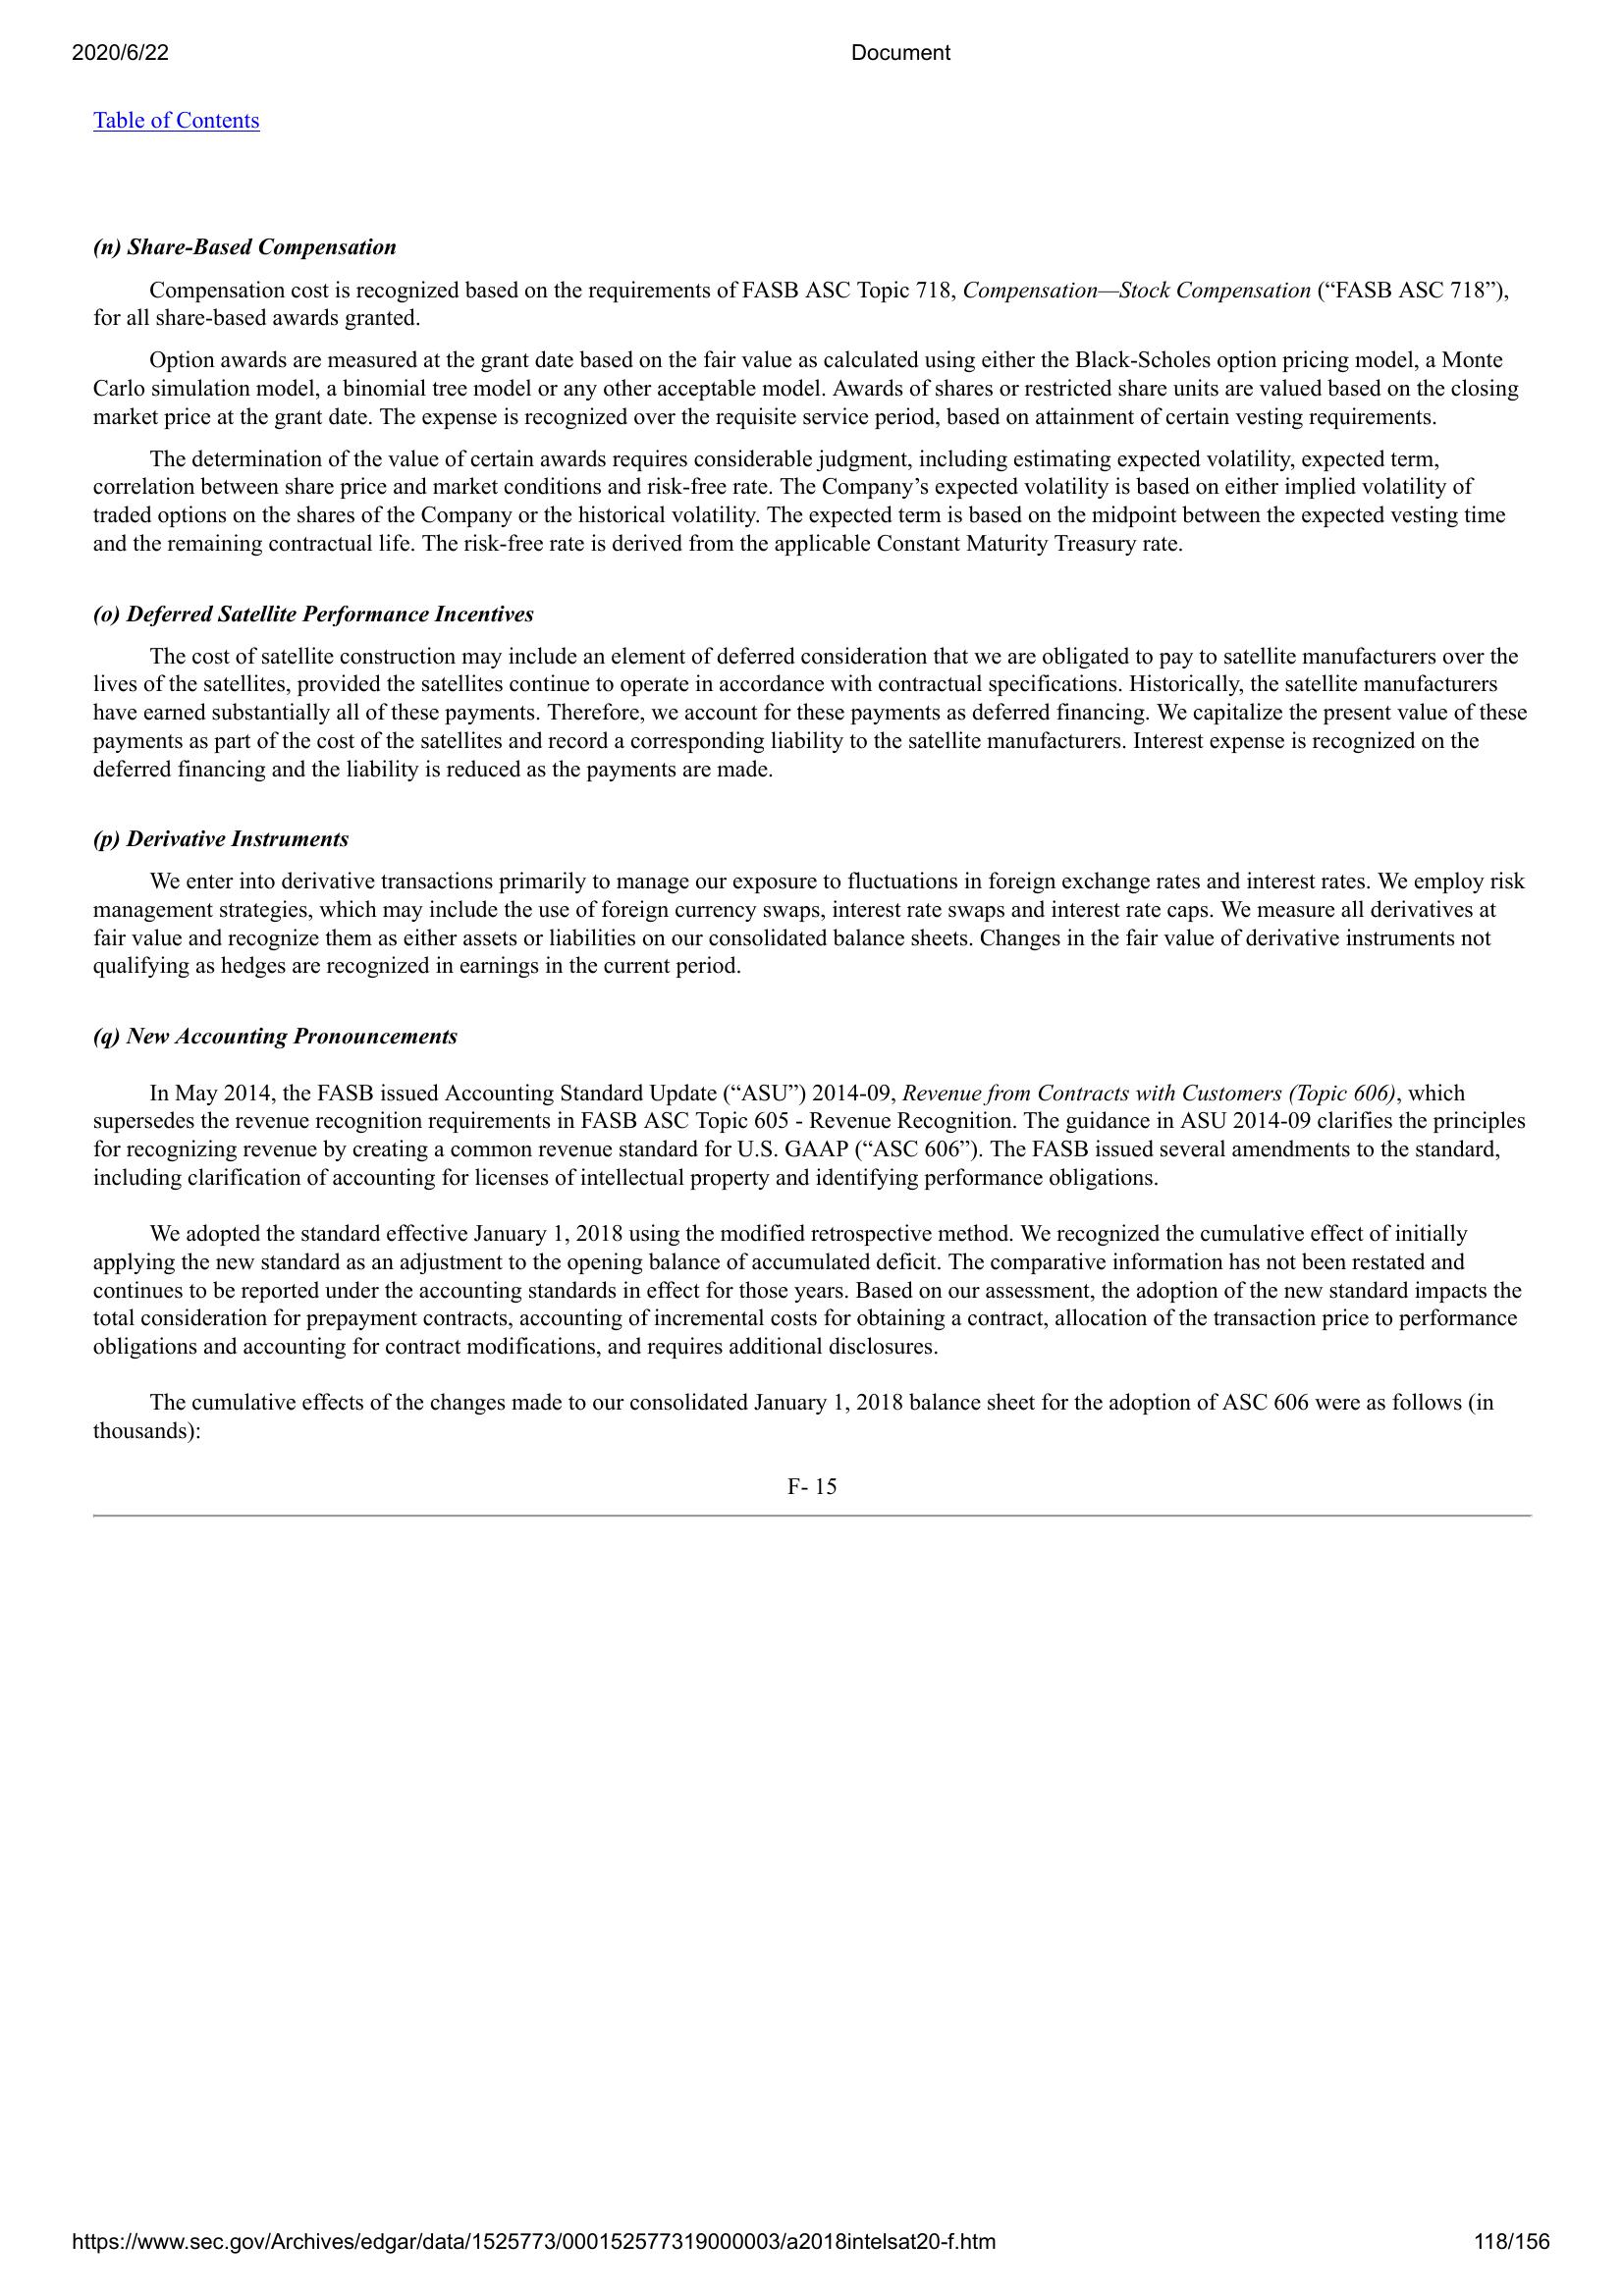 2020/6/22 Document
Table of Contents
(n) Share-Based Compensation
Compensation cost is recognized based on the requirements of FASB ASC Topic 718, Compensation—Stock Compensation (“FASB ASC 718”),
for all share-based awards granted.
Option awards are measured at the grant date based on the fair value as calculated using either the Black-Scholes option pricing model, a Monte
Carlo simulation model, a binomial tree model or any other acceptable model. Awards of shares or restricted share units are valued based on the closing
market price at the grant date. The expense is recognized over the requisite service period, based on attainment of certain vesting requirements.
The determination of the value of certain awards requires considerable judgment, including estimating expected volatility, expected term,
correlation between share price and market conditions and risk-free rate. The Company’s expected volatility is based on either implied volatility of
traded options on the shares of the Company or the historical volatility. The expected term is based on the midpoint between the expected vesting time
and the remaining contractual life. The risk-free rate is derived from the applicable Constant Maturity Treasury rate.
(o) Deferred Satellite Performance Incentives
The cost of satellite construction may include an element of deferred consideration that we are obligated to pay to satellite manufacturers over the
lives of the satellites, provided the satellites continue to operate in accordance with contractual specifications. Historically, the satellite manufacturers
have earned substantially all of these payments. Therefore, we account for these payments as deferred financing. We capitalize the present value of these
payments as part of the cost of the satellites and record a corresponding liability to the satellite manufacturers. Interest expense is recognized on the
deferred financing and the liability is reduced as the payments are made.
(p) Derivative Instruments
We enter into derivative transactions primarily to manage our exposure to fluctuations in foreign exchange rates and interest rates. We employ risk
management strategies, which may include the use of foreign currency swaps, interest rate swaps and interest rate caps. We measure all derivatives at
fair value and recognize them as either assets or liabilities on our consolidated balance sheets. Changes in the fair value of derivative instruments not
qualifying as hedges are recognized in earnings in the current period.
(q) New Accounting Pronouncements
In May 2014, the FASB issued Accounting Standard Update (“ASU”) 2014-09, Revenue from Contracts with Customers (Topic 606), which
supersedes the revenue recognition requirements in FASB ASC Topic 605 - Revenue Recognition. The guidance in ASU 2014-09 clarifies the principles
for recognizing revenue by creating a common revenue standard for U.S. GAAP (“ASC 606”). The FASB issued several amendments to the standard,
including clarification of accounting for licenses of intellectual property and identifying performance obligations.
We adopted the standard effective January 1, 2018 using the modified retrospective method. We recognized the cumulative effect of initially
applying the new standard as an adjustment to the opening balance of accumulated deficit. The comparative information has not been restated and
continues to be reported under the accounting standards in effect for those years. Based on our assessment, the adoption of the new standard impacts the
total consideration for prepayment contracts, accounting of incremental costs for obtaining a contract, allocation of the transaction price to performance
obligations and accounting for contract modifications, and requires additional disclosures.
The cumulative effects of the changes made to our consolidated January 1, 2018 balance sheet for the adoption of ASC 606 were as follows (in
thousands):
F- 15
https://www.sec.gov/Archives/edgar/data/1525773/000152577319000003/a2018intelsat20-f.htm 118/156